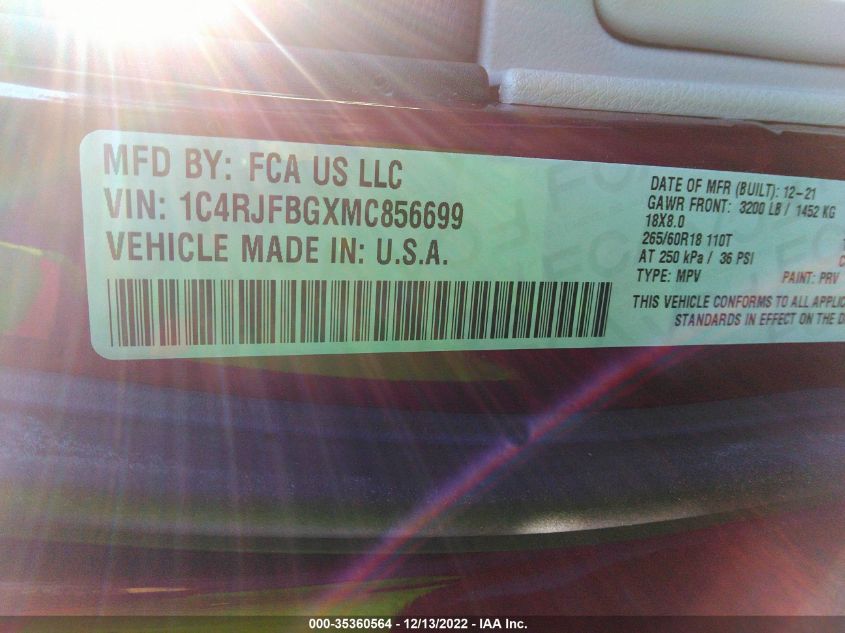 MFD BY: FCA US LLC
VIN: 1C4RJFBGXMC856699
VEHICLE MADE IN: U.S.A.
DATE OF MFR (BUILT): 12-21
GAWR FRONT: 3200 LB / 1452 KG
18X8.0
265/60R18 110T
AT 250 kPa / 36 PSI
TYPE: MPV PAINT: PRV
THIS VEHICLE CONFORMS TO ALL
STANDARDS IN EFFECT ON THE
000-35360564 - 12/13/2022 - IAA Inc.